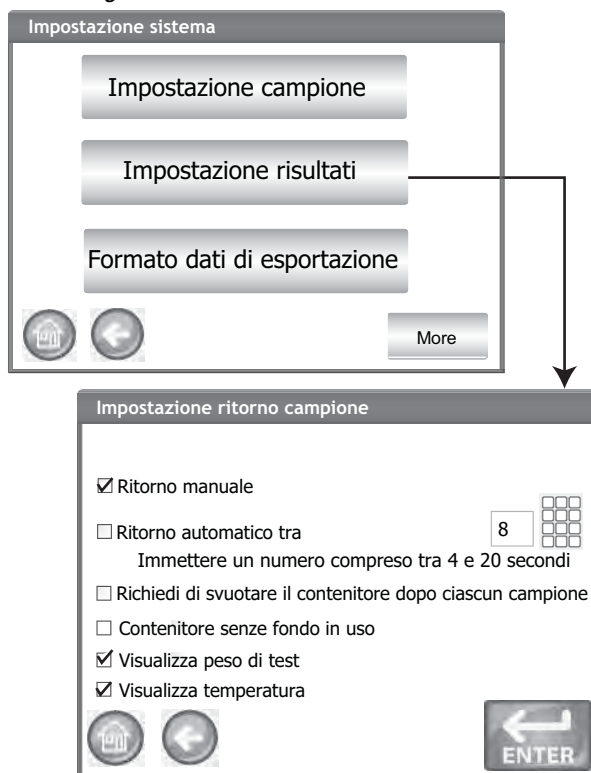 Impostazione sistema
Impostazione campione
Impostazione risultati
Formato dati di esportazione
More
Impostazione ritorno campione
Ritorno manuale
Ritorno automatico tra 8
Immettere un numero compreso tra 4 e 20 secondi
Richiedi di svuotare il contenitore dopo ciascun campione
Contenitore senze fondo in uso
Visualizza peso di test
Visualizza temperatura
ENTER